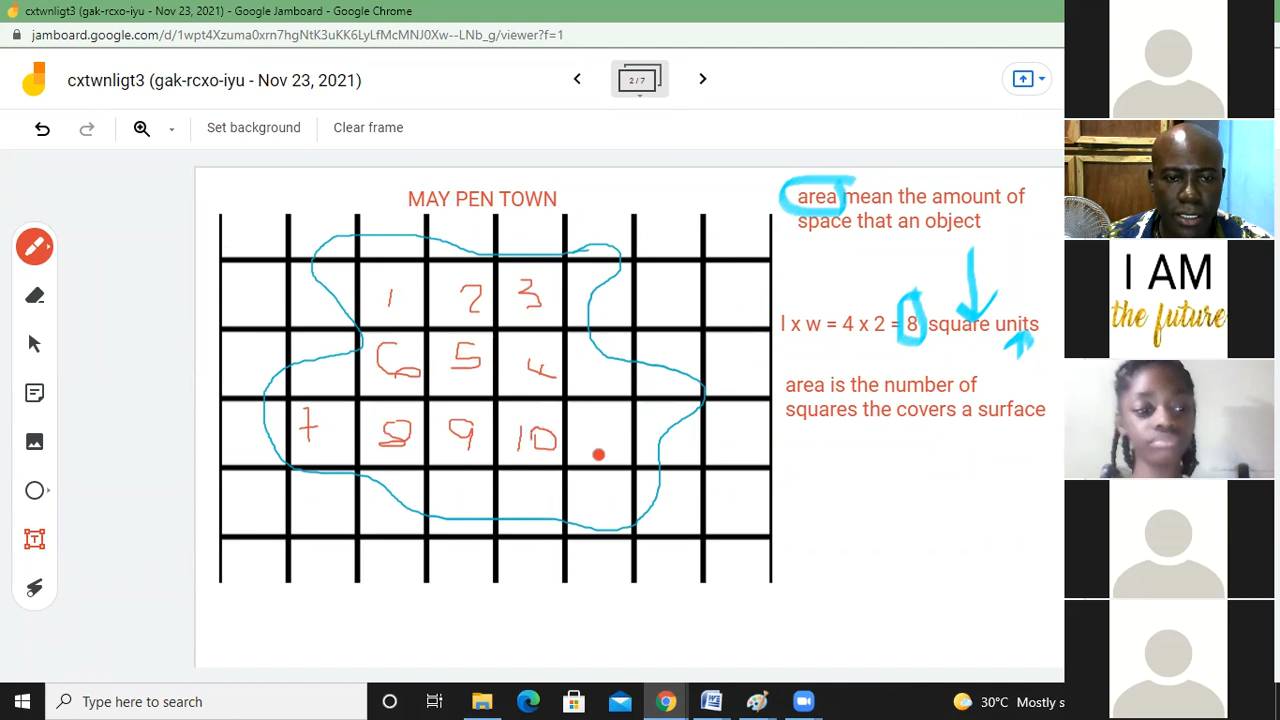 cxtwnligt3 (gak-rcxo-iyu - Nov 23, 2021) - Google Jamboard - Google Chrome
jamboard.google.com/d/1wpt4Xzuma0xrn7hgNtK3uKK6LyLfMcMNJ0Xw--LNb_g/viewer?f=1
cxtwnligt3 (gak-rcxo-iyu - Nov 23, 2021)
2 / 7
Set background
Clear frame
MAY PEN TOWN
1 2 3
6 5 4
7 8 9 10
area mean the amount of
space that an object
l x w = 4 x 2 = 8 square units
area is the number of
squares the covers a surface
I AM
the future
Type here to search
30°C Mostly s